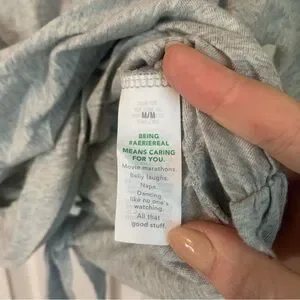 M/M
BEING
#AERIEREAL
MEANS CARING
FOR YOU.
Movie marathons.
Baby laughs.
Naps.
Dancing
like no one's
watching.
All that
good stuff.